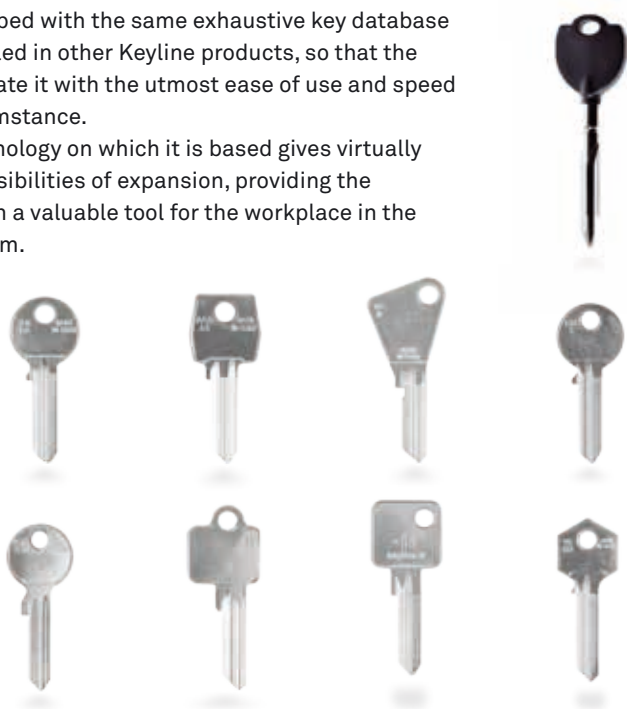 ped with the same exhaustive key database
led in other Keyline products, so that the
ate it with the utmost ease of use and speed
mstance.
nology on which it is based gives virtually
sibilities of expansion, providing the
n a valuable tool for the workplace in the
m.